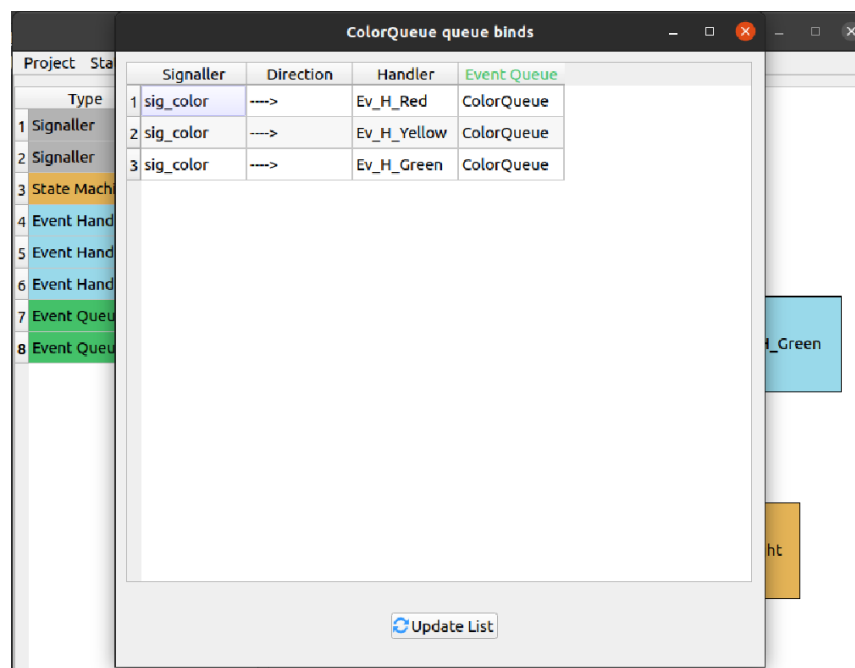 ColorQueue queue binds
Project Sta
Type
1 Signaller
2 Signaller
3 State Machi
4 Event Hand
5 Event Hand
6 Event Hand
7 Event Queu
8 Event Queu
Signaller Direction Handler Event Queue
1 sig_color ----> Ev_H_Red ColorQueue
2 sig_color ----> Ev_H_Yellow ColorQueue
3 sig_color ----> Ev_H_Green ColorQueue
H_Green
ht
Update List